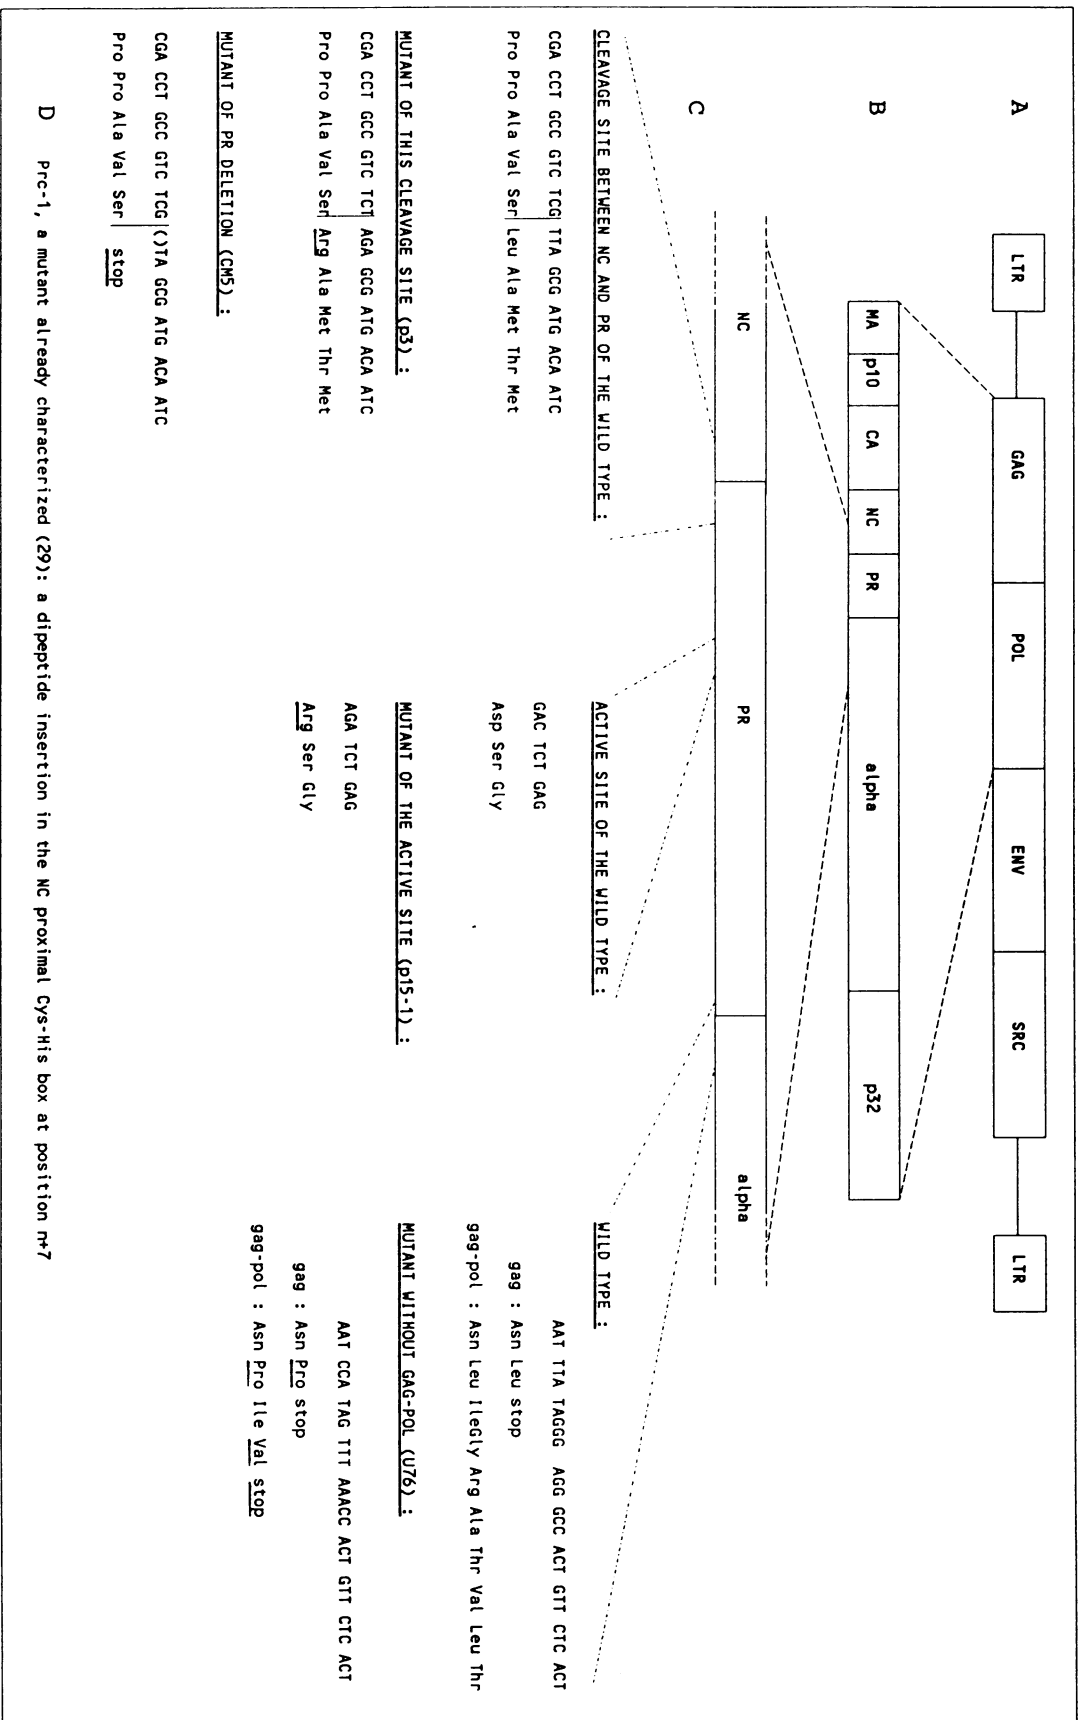 A
LTR GAG POL ENV SRC LTR
B
MA p10 CA NC PR alpha p32
C
NC PR alpha
CLEAVAGE SITE BETWEEN NC AND PR OF THE WILD TYPE :
CGA CCT GCC GTC TCG TTA GCG ATG ACA ATC
Pro Pro Ala Val Ser Leu Ala Met Thr Met
MUTANT OF THIS CLEAVAGE SITE (p3) :
CGA CCT GCC GTC TCT AGA GCG ATG ACA ATC
Pro Pro Ala Val Ser Arg Ala Met Thr Met
MUTANT OF PR DELETION (CM5) :
CGA CCT GCC GTC TCG ()TA GCG ATG ACA ATC
Pro Pro Ala Val Ser stop
ACTIVE SITE OF THE WILD TYPE :
GAC TCT GAG
Asp Ser Gly
MUTANT OF THE ACTIVE SITE (p15-1) :
AGA TCT GAG
Arg Ser Gly
WILD TYPE :
AAT TTA TAGGG AGG GCC ACT GTT CTC ACT
gag : Asn Leu stop
gag-pol : Asn Leu IleGly Arg Ala Thr Val Leu Thr
MUTANT WITHOUT GAG-POL (U76) :
AAT CCA TAG TTT AAACC ACT GTT CTC ACT
gag : Asn Pro stop
gag-pol : Asn Pro Ile Val stop
D Prc-1, a mutant already characterized (29): a dipeptide insertion in the NC proximal Cys-His box at position n+7